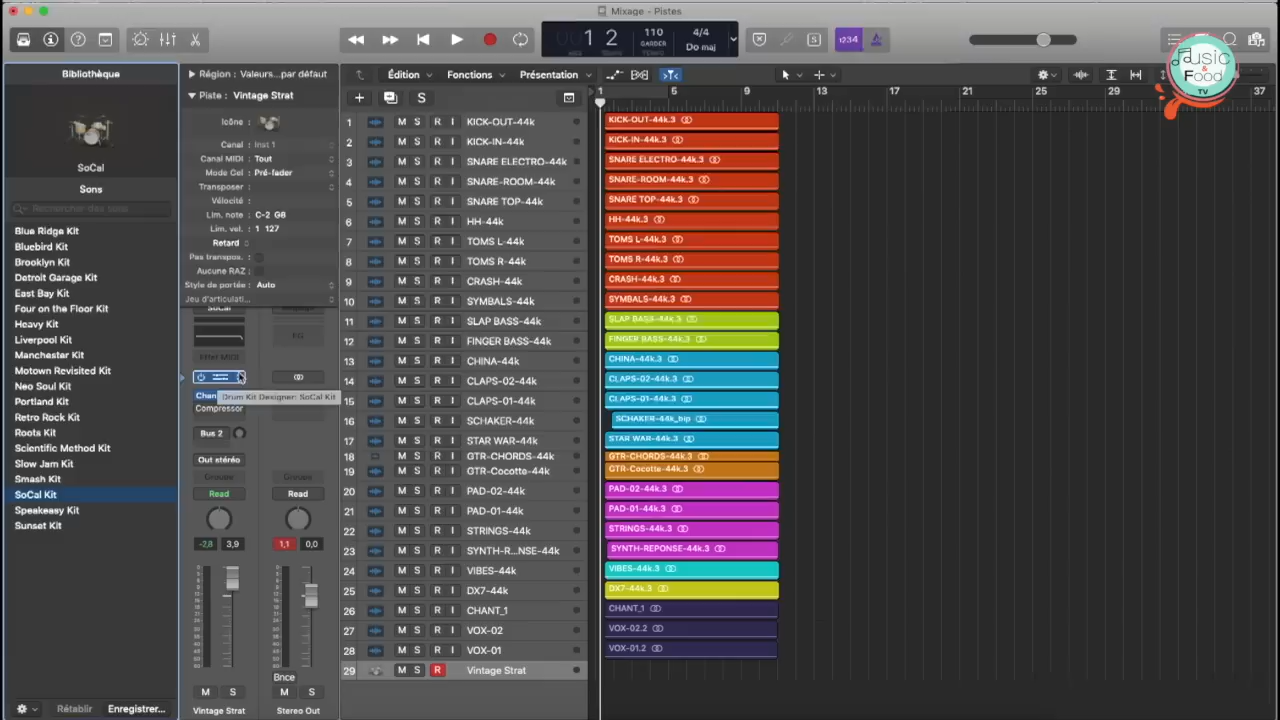 Mixage - Pistes
1 2
110
GARDER
TEMPO
4/4
Do maj
1234
Music & Food
TV
Bibliothèque
SoCal
Sons
Rechercher des sons
Blue Ridge Kit
Bluebird Kit
Brooklyn Kit
Detroit Garage Kit
East Bay Kit
Four on the Floor Kit
Heavy Kit
Liverpool Kit
Manchester Kit
Motown Revisited Kit
Neo Soul Kit
Portland Kit
Retro Rock Kit
Roots Kit
Scientific Method Kit
Slow Jam Kit
Smash Kit
SoCal Kit
Speakeasy Kit
Sunset Kit
Rétablir
Enregistrer...
Région : Valeurs...par défaut
Piste : Vintage Strat
Icône :
Canal : Inst 1
Canal MIDI : Tout
Mode Gel : Pré-fader
Transposer :
Vélocité :
Lim. note : C-2 G8
Lim. vel. : 1 127
Retard
Pas transpos. :
Aucune RAZ :
Style de portée : Auto
Jeu d'articulati...
SoCal
EQ
Effet MIDI
Chan
Drum Kit Designer: SoCal Kit
Compressor
Bus 2
Out stéréo
Groupe
Groupe
Read
Read
-2,8
3,9
1,1
0,0
Bnce
M S
M S
Vintage Strat
Stereo Out
Édition
Fonctions
Présentation
S
1 5 9 13 17 21 25 29 37
1 M S R I KICK-OUT-44k
2 M S R I KICK-IN-44k
3 M S R I SNARE ELECTRO-44k
4 M S R I SNARE-ROOM-44k
5 M S R I SNARE TOP-44k
6 M S R I HH-44k
7 M S R I TOMS L-44k
8 M S R I TOMS R-44k
9 M S R I CRASH-44k
10 M S R I SYMBALS-44k
11 M S R I SLAP BASS-44k
12 M S R I FINGER BASS-44k
13 M S R I CHINA-44k
14 M S R I CLAPS-02-44k
15 M S R I CLAPS-01-44k
16 M S R I SCHAKER-44k
17 M S R I STAR WAR-44k
18 M S R I GTR-CHORDS-44k
19 M S R I GTR-Cocotte-44k
20 M S R I PAD-02-44k
21 M S R I PAD-01-44k
22 M S R I STRINGS-44k
23 M S R I SYNTH-R...NSE-44k
24 M S R I VIBES-44k
25 M S R I DX7-44k
26 M S R I CHANT_1
27 M S R I VOX-02
28 M S R I VOX-01
29 M S R Vintage Strat
KICK-OUT-44k.3
KICK-IN-44k.3
SNARE ELECTRO-44k.3
SNARE-ROOM-44k.3
SNARE TOP-44k.3
HH-44k.3
TOMS L-44k.3
TOMS R-44k.3
CRASH-44k.3
SYMBALS-44k.3
SLAP BASS-44k.3
FINGER BASS-44k.3
CHINA-44k.3
CLAPS-02-44k.3
CLAPS-01-44k.3
SCHAKER-44k_bip
STAR WAR-44k.3
GTR-CHORDS-44k.3
GTR-Cocotte-44k.3
PAD-02-44k.3
PAD-01-44k.3
STRINGS-44k.3
SYNTH-REPONSE-44k.3
VIBES-44k.3
DX7-44k.3
CHANT_1
VOX-02.2
VOX-01.2